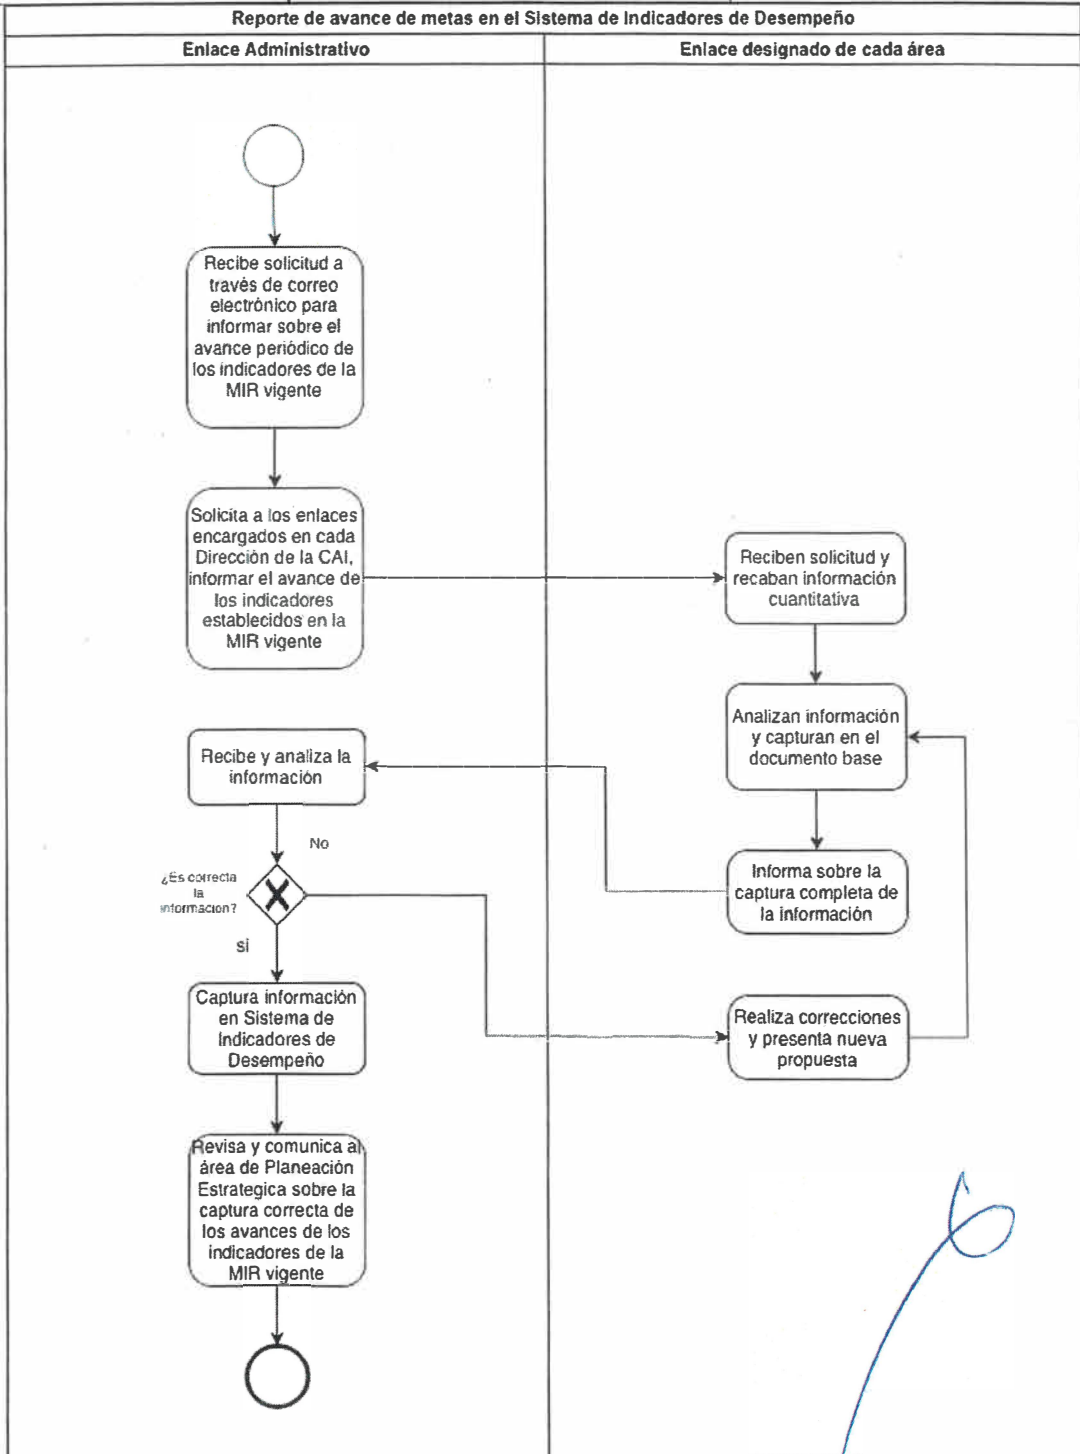 Reporte de avance de metas en el Sistema de Indicadores de Desempeño
Enlace Administrativo
Enlace designado de cada área
Recibe solicitud a
través de correo
electrónico para
informar sobre el
avance periódico de
los indicadores de la
MIR vigente
Solicita a los enlaces
encargados en cada
Dirección de la CAI,
informar el avance de
los indicadores
establecidos en la
MIR vigente
Reciben solicitud y
recaban información
cuantitativa
Analizan información
y capturan en el
documento base
Informa sobre la
captura completa de
la información
Recibe y analiza la
información
No
¿Es correcta
la
informacion?
si
Realiza correcciones
y presenta nueva
propuesta
Captura información
en Sistema de
Indicadores de
Desempeño
Revisa y comunica al
área de Planeación
Estrategica sobre la
captura correcta de
los avances de los
indicadores de la
MIR vigente